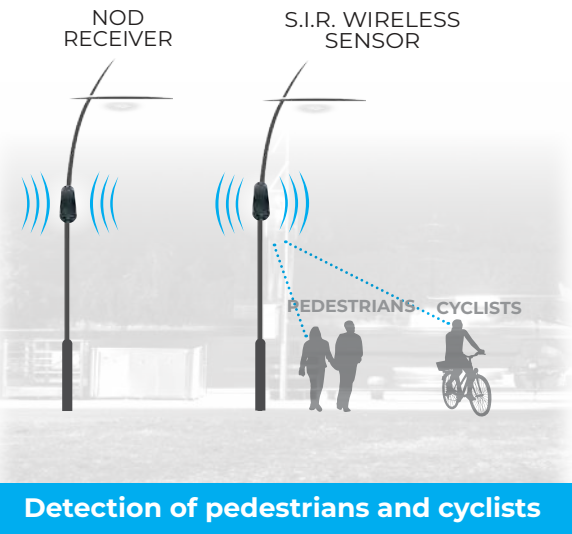 NOD
RECEIVER
S.I.R. WIRELESS
SENSOR
PEDESTRIANS
CYCLISTS
Detection of pedestrians and cyclists